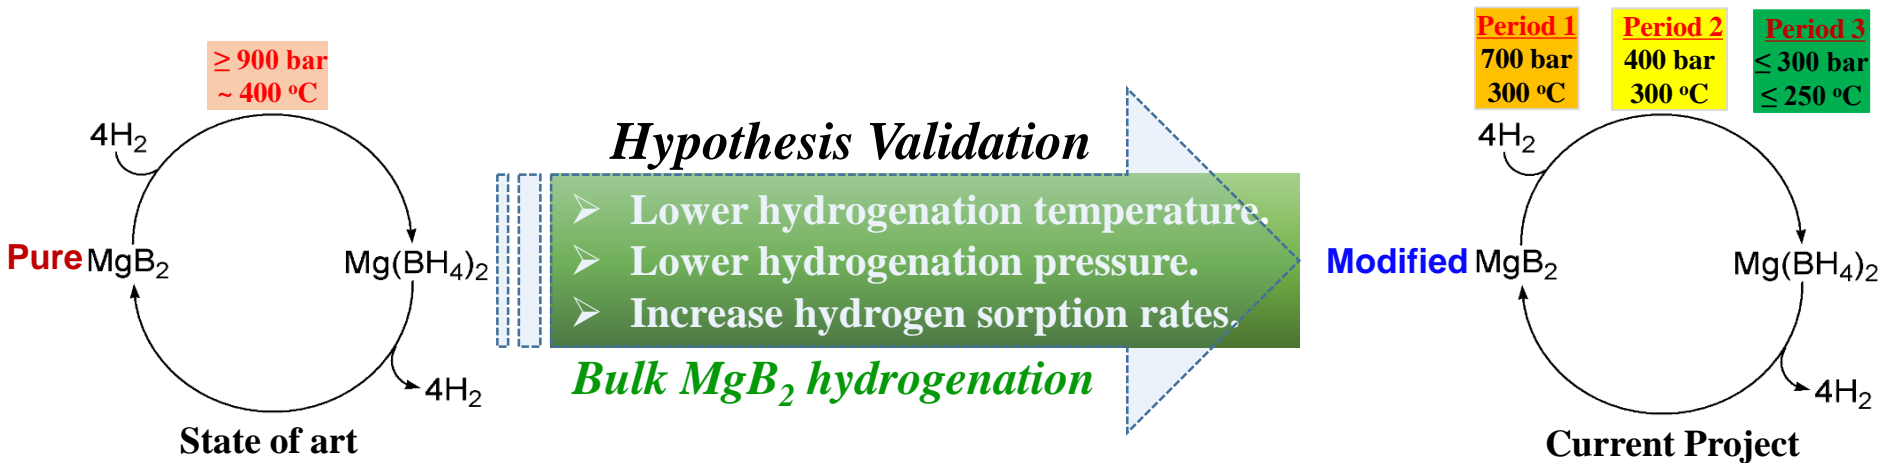 ≥ 900 bar
~ 400 °C
4H₂
Pure MgB₂
Mg(BH₄)₂
4H₂
State of art
Hypothesis Validation
➢ Lower hydrogenation temperature.
➢ Lower hydrogenation pressure.
➢ Increase hydrogen sorption rates.
Bulk MgB₂ hydrogenation
Period 1
700 bar
300 °C
Period 2
400 bar
300 °C
Period 3
≤ 300 bar
≤ 250 °C
4H₂
Modified MgB₂
Mg(BH₄)₂
4H₂
Current Project